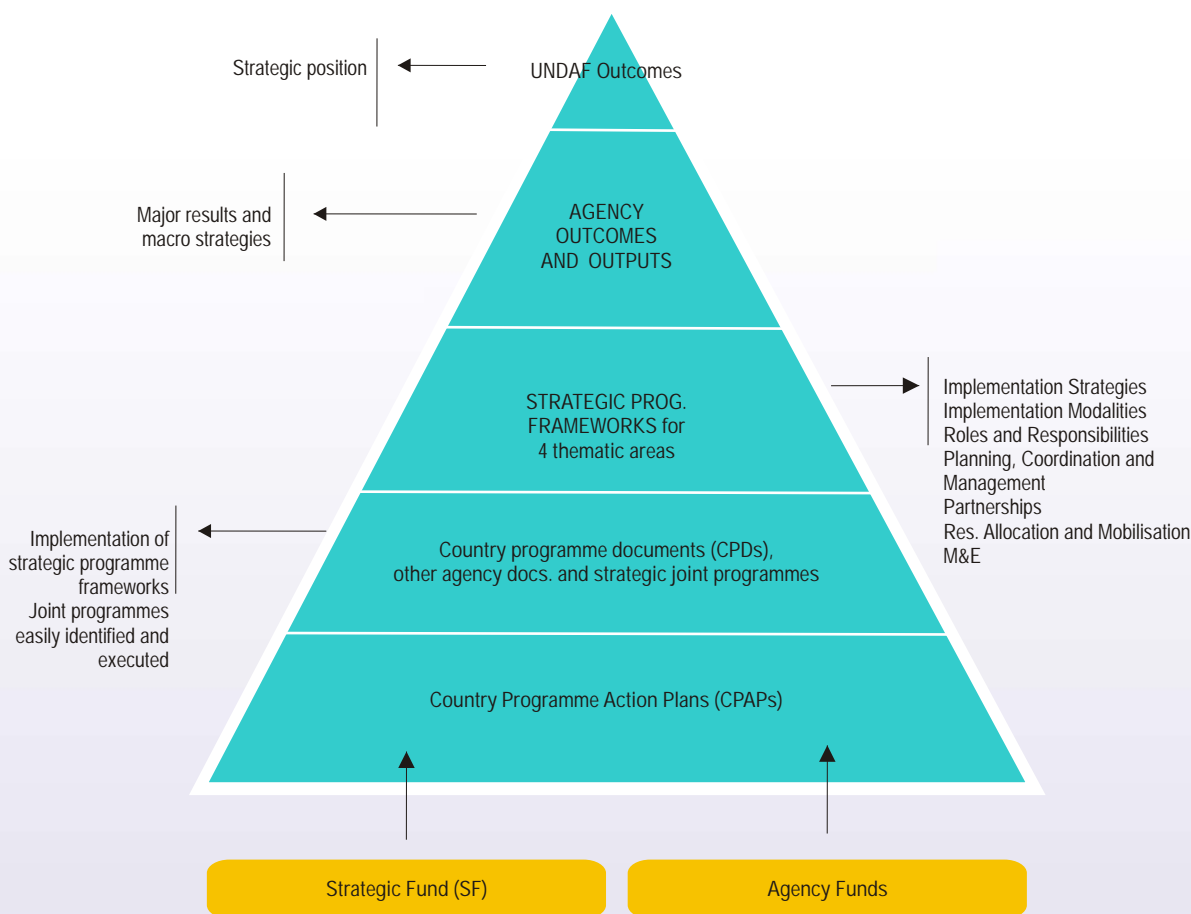 Strategic position
UNDAF Outcomes
Major results and
macro strategies
AGENCY
OUTCOMES
AND OUTPUTS
STRATEGIC PROG.
FRAMEWORKS for
4 thematic areas
Implementation Strategies
Implementation Modalities
Roles and Responsibilities
Planning, Coordination and
Management
Partnerships
Res. Allocation and Mobilisation
M&E
Implementation of
strategic programme
frameworks
Joint programmes
easily identified and
executed
Country programme documents (CPDs),
other agency docs. and strategic joint programmes
Country Programme Action Plans (CPAPs)
Strategic Fund (SF)
Agency Funds